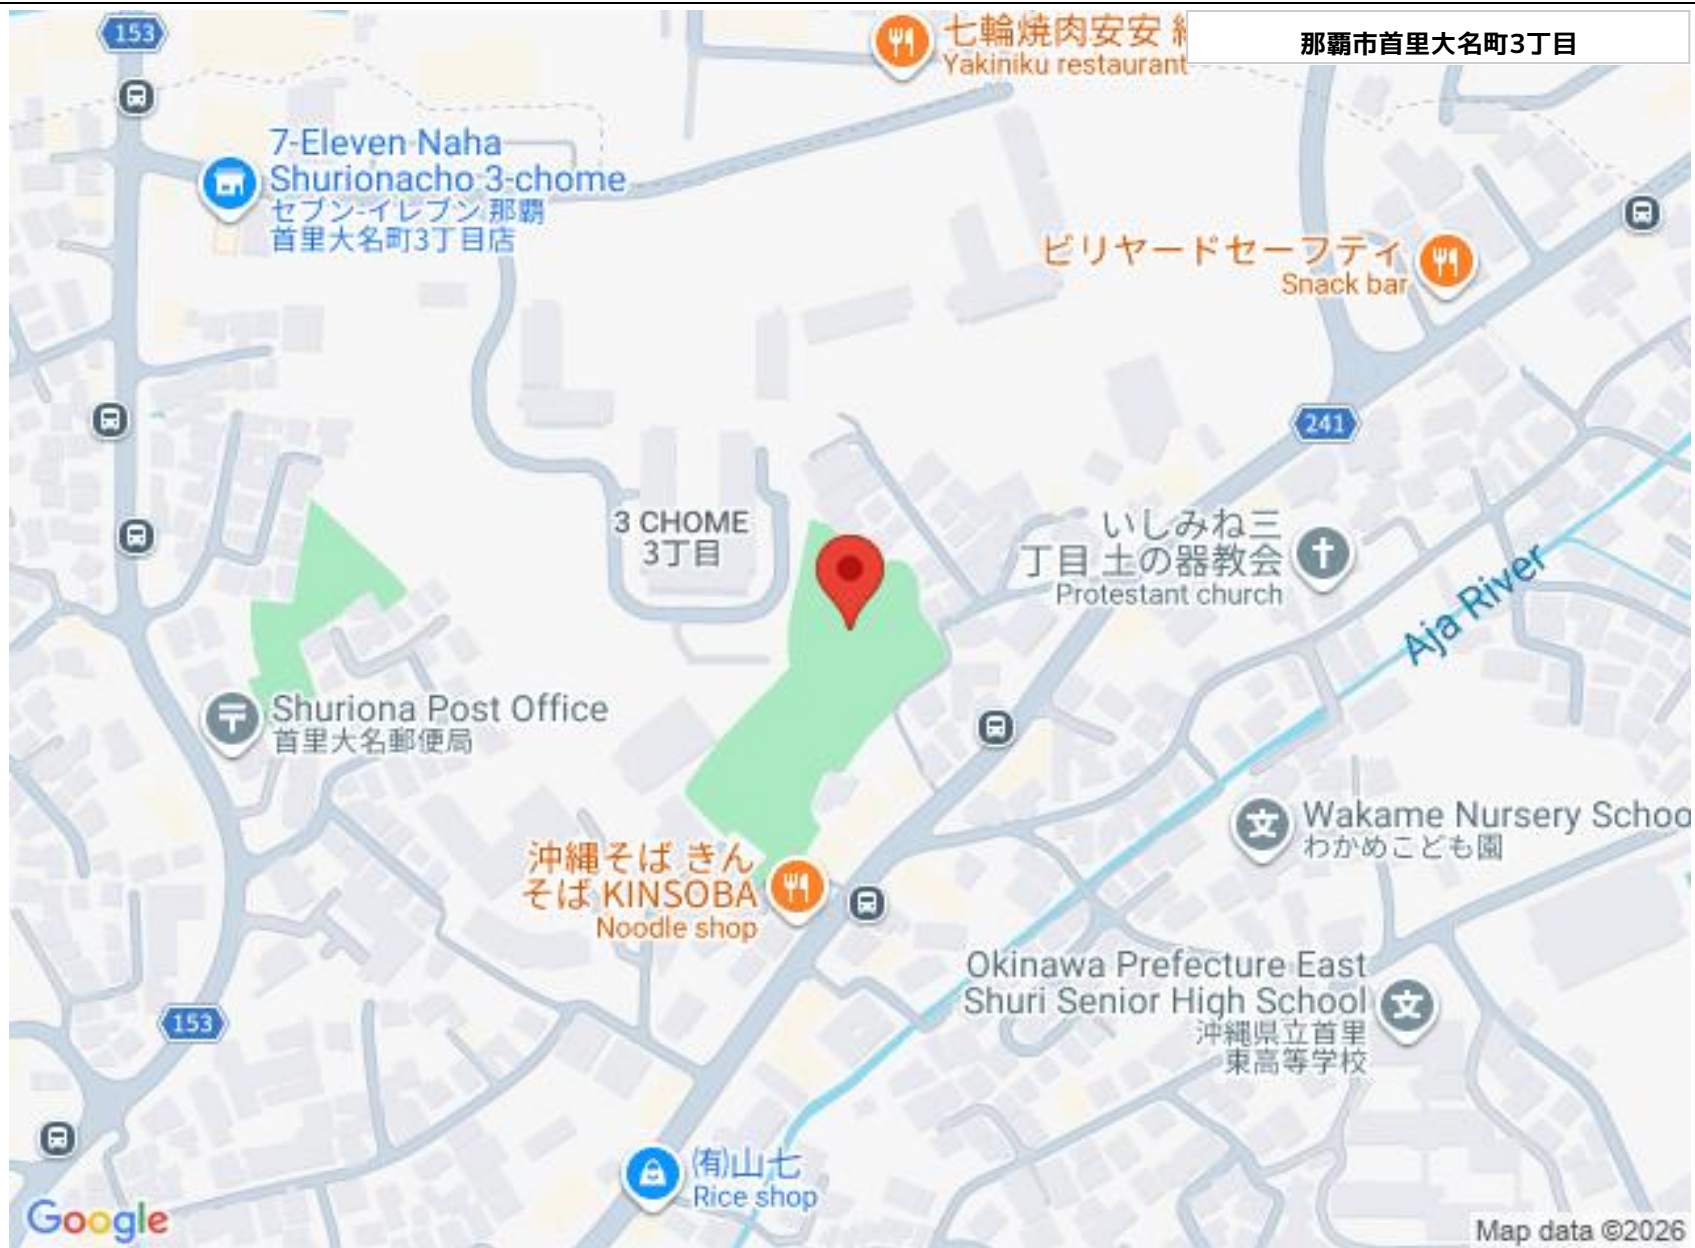 153
七輪焼肉安安
Yakiniku restaurant
那覇市首里大名町3丁目
7-Eleven Naha
Shurionacho 3-chome
セブン-イレブン 那覇
首里大名町3丁目店
ビリヤードセーフティ
Snack bar
241
3 CHOME
3丁目
いしみね三
丁目 土の器教会
Protestant church
Aja River
Shuriona Post Office
首里大名郵便局
Wakame Nursery Schoo
わかめこども園
沖縄そば きん
そば KINSOBA
Noodle shop
Okinawa Prefecture East
Shuri Senior High School
沖縄県立首里
東高等学校
153
㈲山七
Rice shop
Google
Map data ©2026